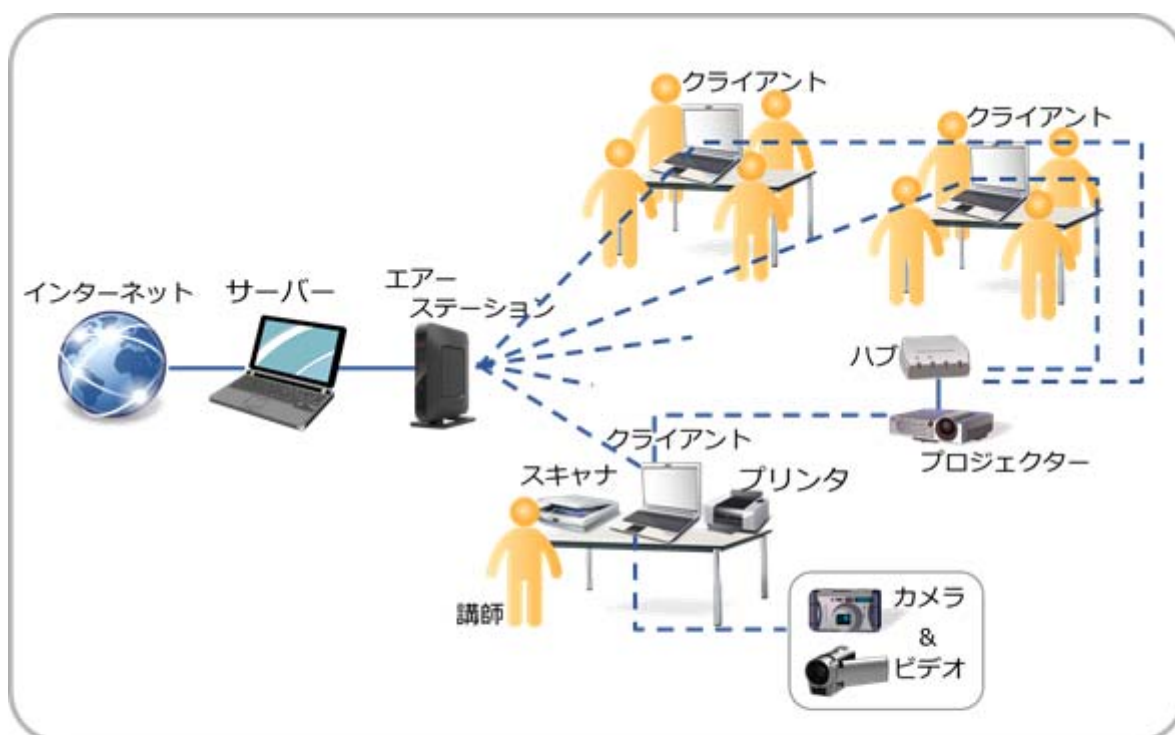 クライアント
クライアント
インターネット
サーバー
エアー
ステーション
ハブ
プロジェクター
クライアント
スキャナ
プリンタ
講師
カメラ
&
ビデオ